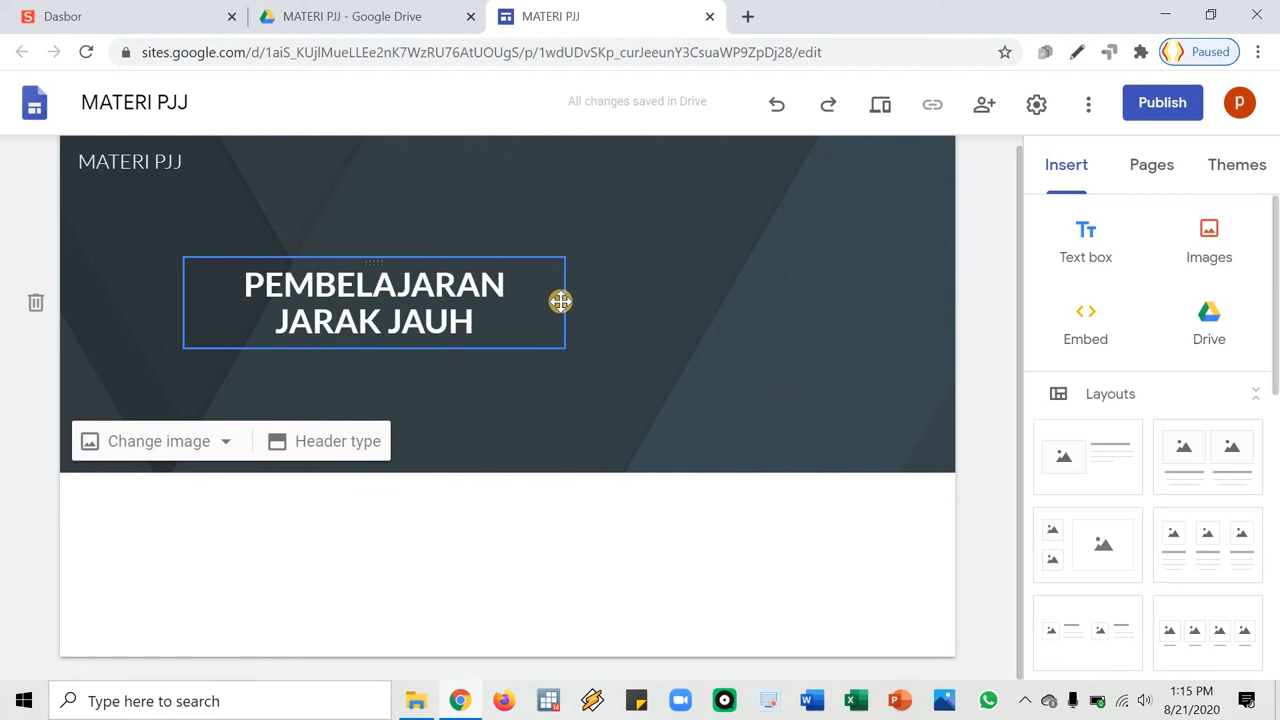 Dasbor
MATERI PJJ - Google Drive
MATERI PJJ
sites.google.com/d/1aiS_KUjlMueLLEe2nK7WzRU76AtUOUgS/p/1wdUDvSKp_curJeeunY3CsuaWP9ZpDj28/edit
Paused
MATERI PJJ
All changes saved in Drive
Publish
p
MATERI PJJ
PEMBELAJARAN
JARAK JAUH
Change image
Header type
Insert
Pages
Themes
Text box
Images
Embed
Drive
Layouts
Type here to search
1:15 PM
8/21/2020